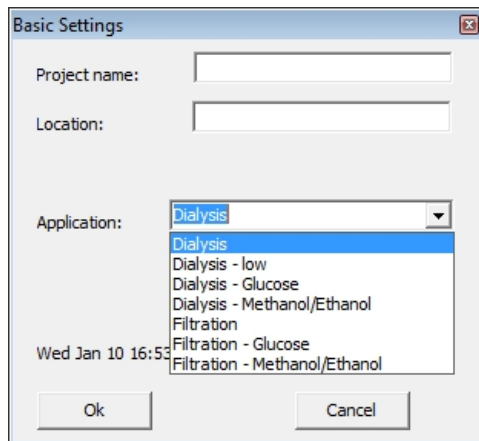 Basic Settings
Project name:
Location:
Application:
Dialysis
Dialysis
Dialysis - low
Dialysis - Glucose
Dialysis - Methanol/Ethanol
Filtration
Filtration - Glucose
Filtration - Methanol/Ethanol
Wed Jan 10 16:53
Ok
Cancel